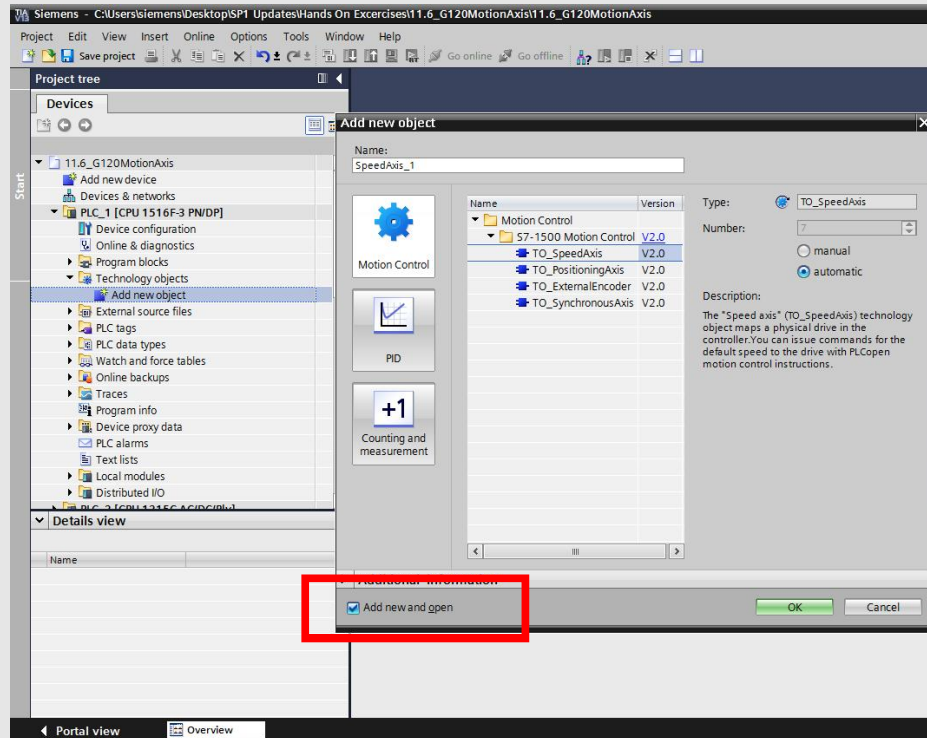 Siemens - C:\Users\siemens\Desktop\SP1 Updates\Hands On Excercises\11.6_G120MotionAxis\11.6_G120MotionAxis
Project Edit View Insert Online Options Tools Window Help
Save project Go online Go offline
Project tree
Devices
Start
11.6_G120MotionAxis
Add new device
Devices & networks
PLC_1 [CPU 1516F-3 PN/DP]
Device configuration
Online & diagnostics
Program blocks
Technology objects
Add new object
External source files
PLC tags
PLC data types
Watch and force tables
Online backups
Traces
Program info
Device proxy data
PLC alarms
Text lists
Local modules
Distributed I/O
PLC_2 [CPU 1215C AC/DC/Rly]
Details view
Name
Add new object
Name:
SpeedAxis_1
Motion Control
PID
+1
Counting and
measurement
Name Version
Motion Control
S7-1500 Motion Control V2.0
TO_SpeedAxis V2.0
TO_PositioningAxis V2.0
TO_ExternalEncoder V2.0
TO_SynchronousAxis V2.0
Type: TO_SpeedAxis
Number: 7
manual
automatic
Description:
The "Speed axis" (TO_SpeedAxis) technology
object maps a physical drive in the
controller.You can issue commands for the
default speed to the drive with PLCopen
motion control instructions.
Additional information
Add new and open
OK Cancel
Portal view Overview